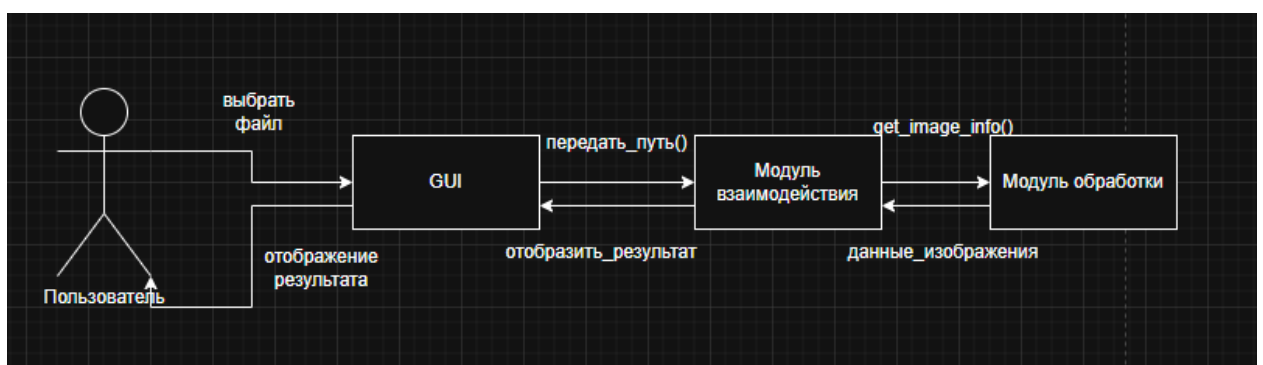 выбрать
файл
GUI
передать_путь()
Модуль
взаимодействия
get_image_info()
Модуль обработки
отображение
результата
отобразить_результат
данные_изображения
Пользователь